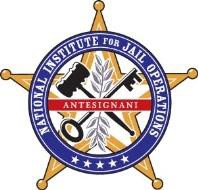 NATIONAL INSTITUTE FOR JAIL OPERATIONS
ANTESIGNANI